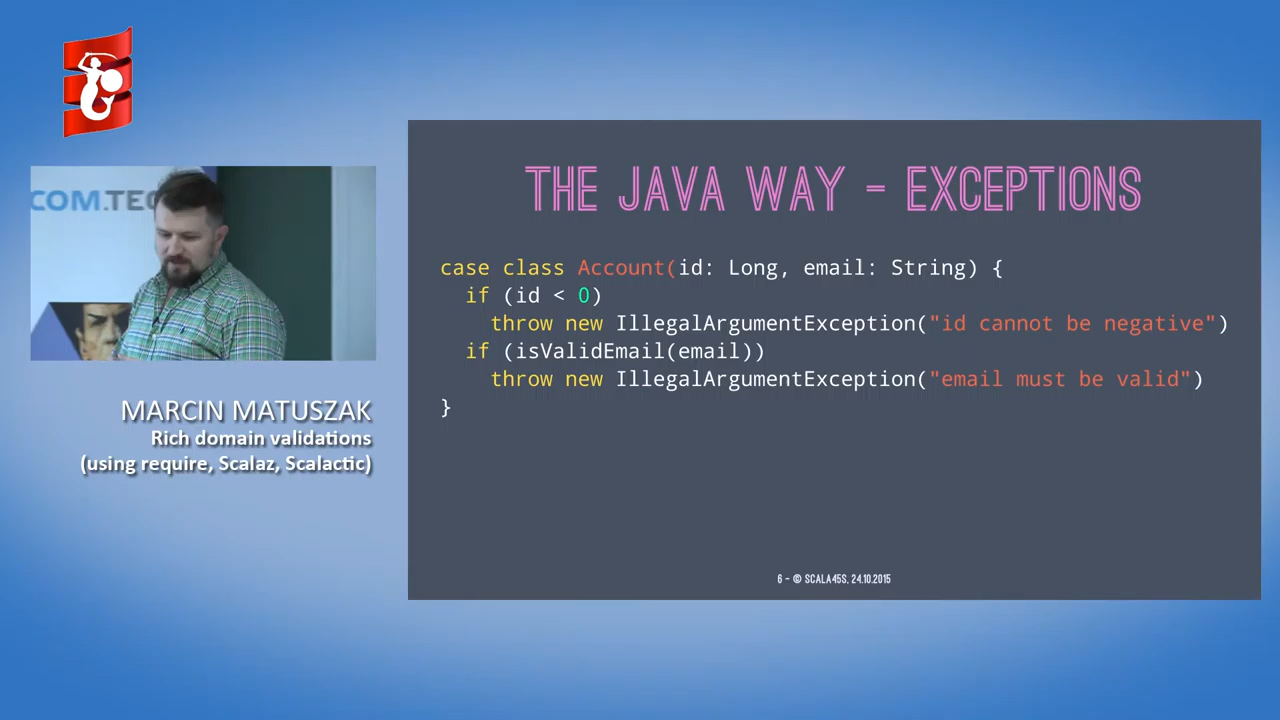 COM.TEC
MARCIN MATUSZAK
Rich domain validations
(using require, Scalaz, Scalactic)
THE JAVA WAY - EXCEPTIONS
case class Account(id: Long, email: String) {
  if (id < 0)
    throw new IllegalArgumentException("id cannot be negative")
  if (isValidEmail(email))
    throw new IllegalArgumentException("email must be valid")
}
6 - © SCALA45S, 24.10.2015